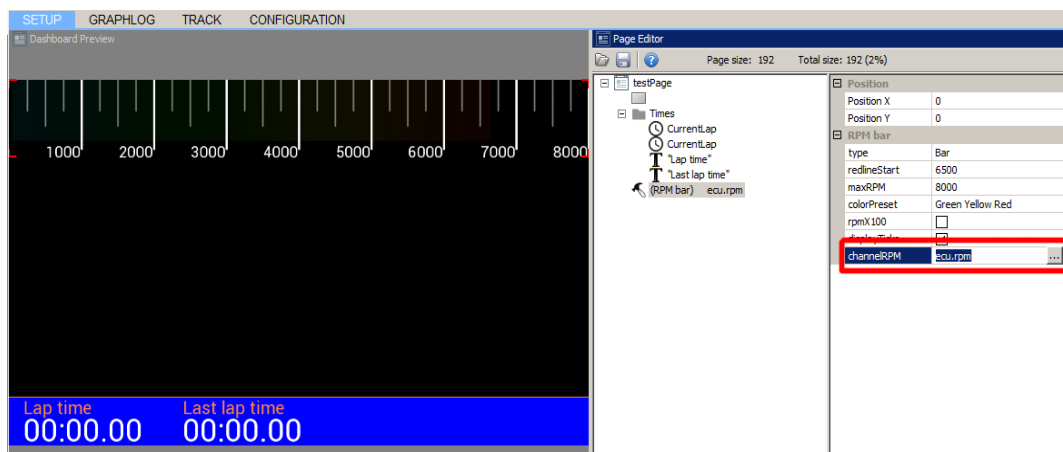 SETUP GRAPHLOG TRACK CONFIGURATION
Dashboard Preview
1000 2000 3000 4000 5000 6000 7000 8000
Lap time Last lap time
00:00.00 00:00.00
Page Editor
Page size: 192 Total size: 192 (2%)
testPage
Times
CurrentLap
CurrentLap
"Lap time"
"Last lap time"
(RPM bar) ecu.rpm
Position
Position X 0
Position Y 0
RPM bar
type Bar
redlineStart 6500
maxRPM 8000
colorPreset Green Yellow Red
rpmX100
displayTicks
channelRPM ecu.rpm ...